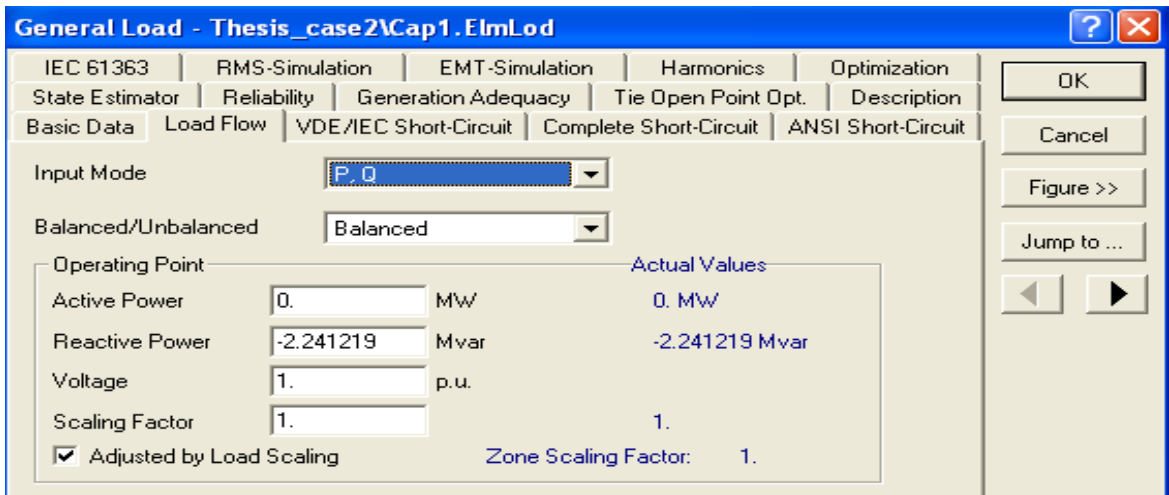 General Load - Thesis_case2\Cap1.ElmLod
IEC 61363 RMS-Simulation EMT-Simulation Harmonics Optimization
State Estimator Reliability Generation Adequacy Tie Open Point Opt. Description
Basic Data Load Flow VDE/IEC Short-Circuit Complete Short-Circuit ANSI Short-Circuit
OK
Cancel
Figure >>
Jump to ...
Input Mode P, Q
Balanced/Unbalanced Balanced
Operating Point Actual Values
Active Power 0. MW 0. MW
Reactive Power -2.241219 Mvar -2.241219 Mvar
Voltage 1. p.u.
Scaling Factor 1. 1.
Adjusted by Load Scaling Zone Scaling Factor: 1.